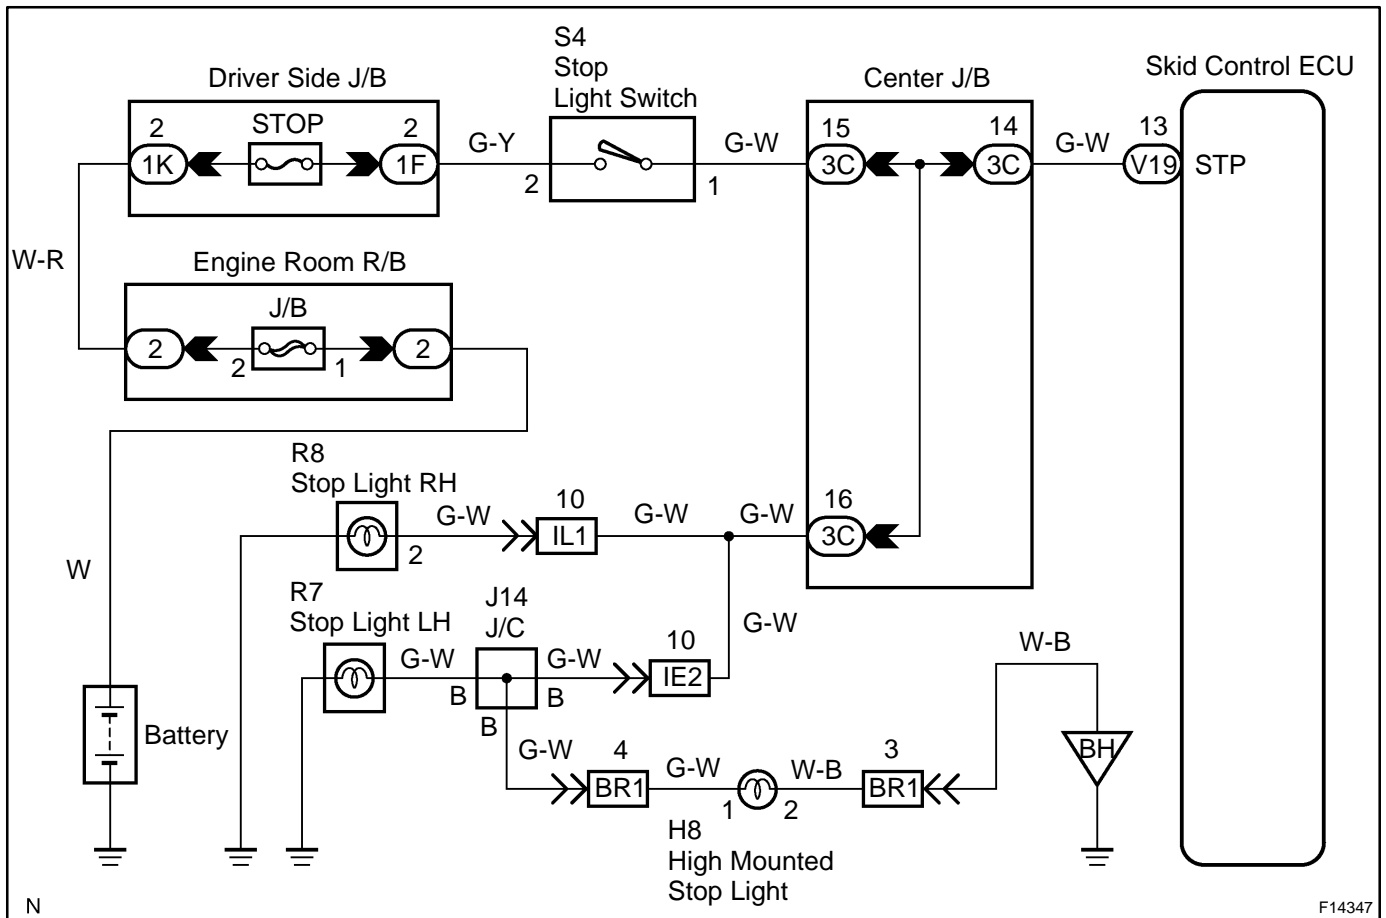 S4
Stop
Light Switch
Driver Side J/B
Center J/B
Skid Control ECU
2
STOP
2
1K
1F
G-Y
2
1
G-W
15
14
3C
3C
G-W
13
V19
STP
W-R
Engine Room R/B
J/B
2
2
1
2
R8
Stop Light RH
G-W
2
10
IL1
G-W
G-W
16
3C
W
R7
Stop Light LH
G-W
J14
J/C
G-W
B
B
B
10
IE2
G-W
W-B
Battery
G-W
4
BR1
G-W
W-B
1
2
3
BR1
BH
H8
High Mounted
Stop Light
N
F14347